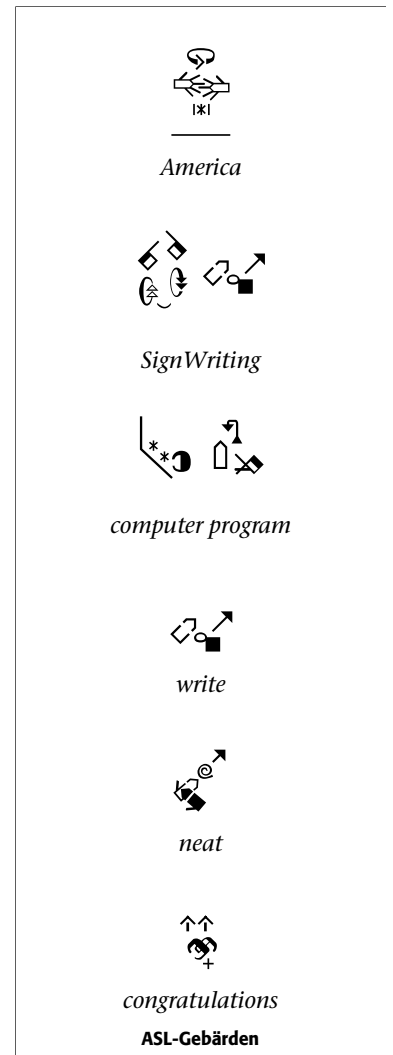 America
SignWriting
computer program
write
neat
congratulations
ASL-Gebärden